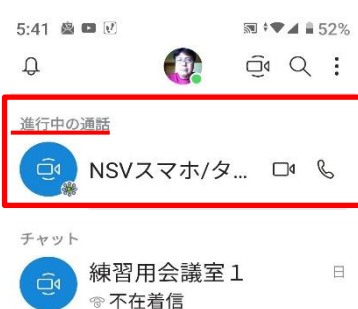 5:41 52%
進行中の通話
NSVスマホ/タ...
チャット
練習用会議室１
日
不在着信